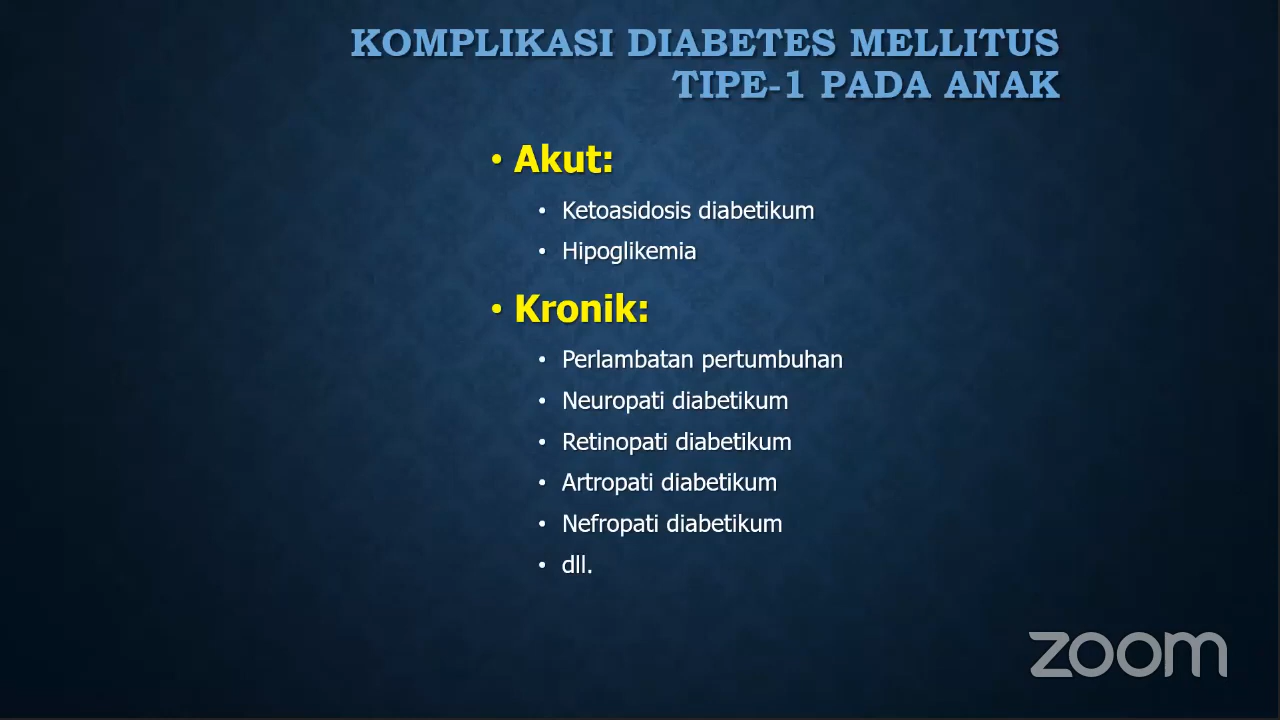 KOMPLIKASI DIABETES MELLITUS
TIPE-1 PADA ANAK
• Akut:
• Ketoasidosis diabetikum
• Hipoglikemia
• Kronik:
• Perlambatan pertumbuhan
• Neuropati diabetikum
• Retinopati diabetikum
• Artropati diabetikum
• Nefropati diabetikum
• dll.
zoom